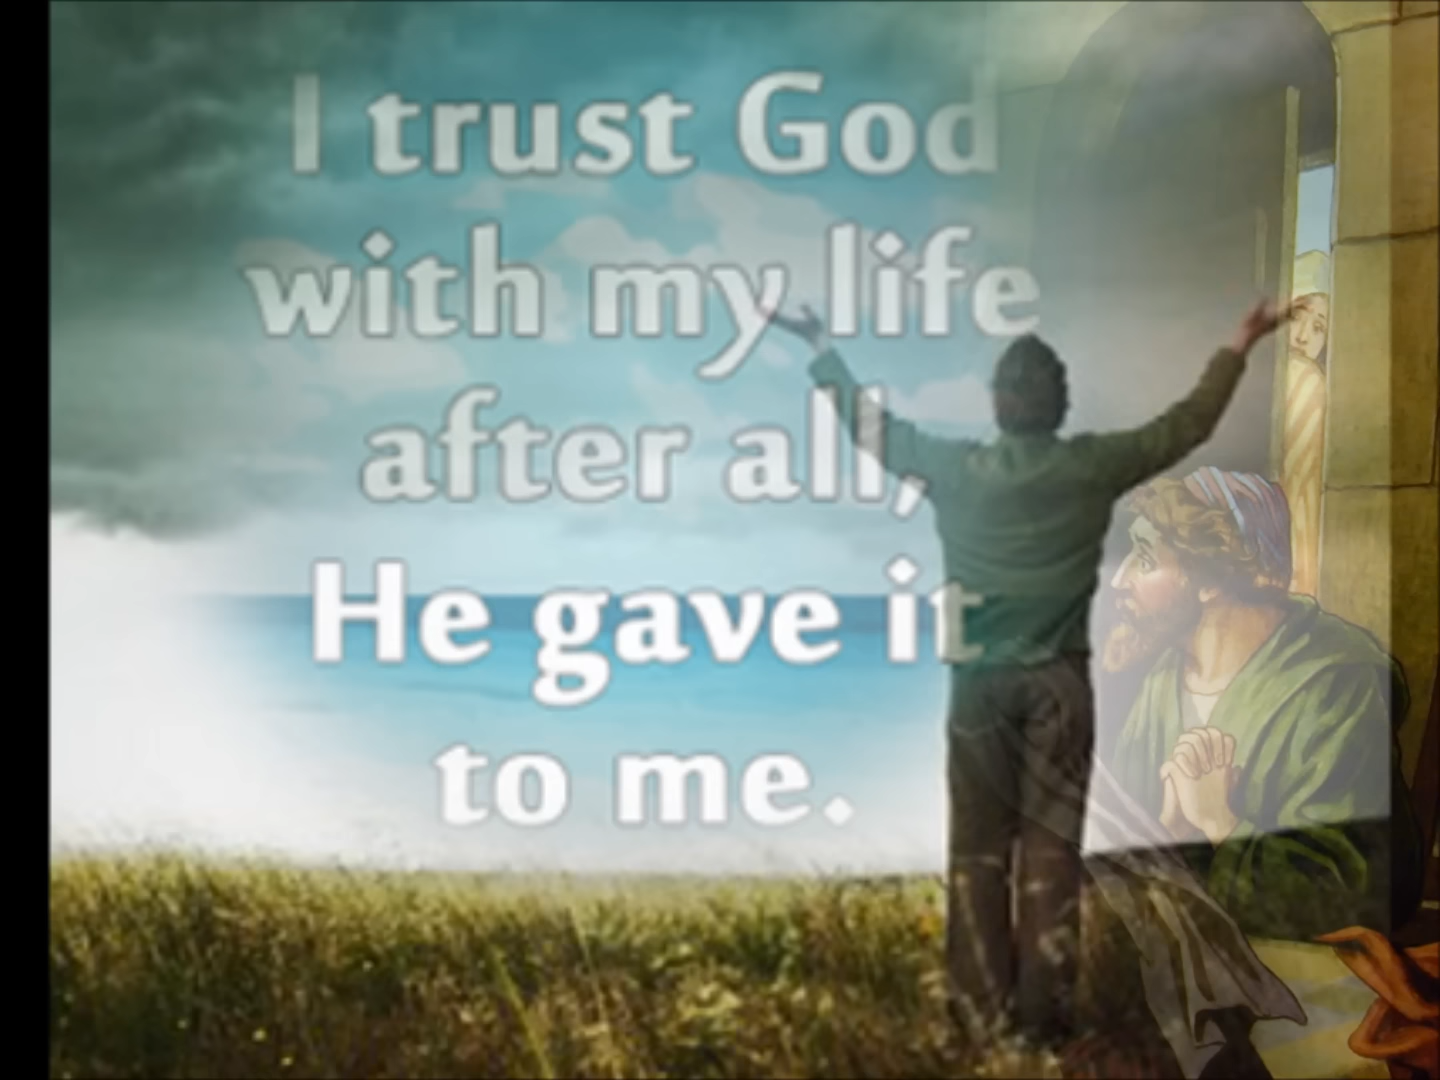 I trust God
with my life
after all,
He gave it
to me.